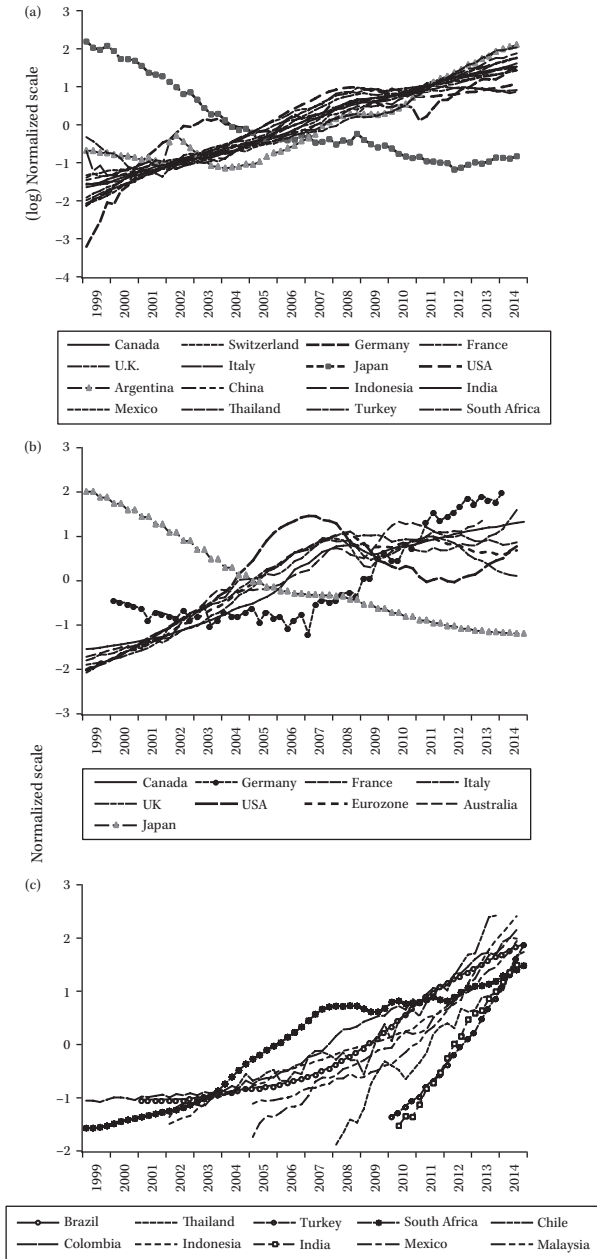 (a)
3
2
1
0
−1
−2
−3
−4
(log) Normalized scale
1999 2000 2001 2002 2003 2004 2005 2006 2007 2008 2009 2010 2011 2012 2013 2014
Canada Switzerland Germany France
U.K. Italy Japan USA
Argentina China Indonesia India
Mexico Thailand Turkey South Africa
(b)
3
2
1
0
−1
−2
−3
1999 2000 2001 2002 2003 2004 2005 2006 2007 2008 2009 2010 2011 2012 2013 2014
Normalized scale
Canada Germany France Italy
UK USA Eurozone Australia
Japan
(c)
3
2
1
0
−1
−2
1999 2000 2001 2002 2003 2004 2005 2006 2007 2008 2009 2010 2011 2012 2013 2014
Brazil Thailand Turkey South Africa Chile
Colombia Indonesia India Mexico Malaysia